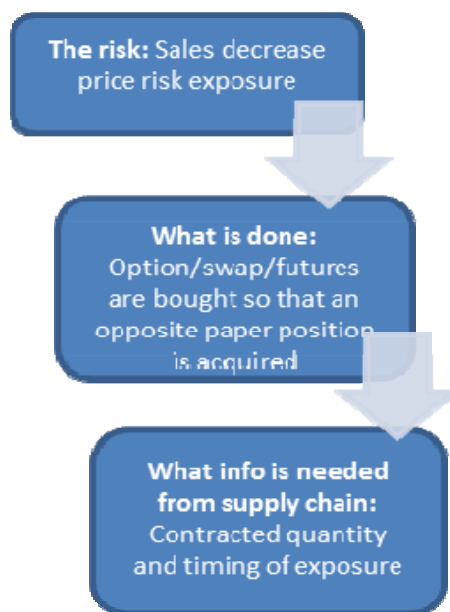 The risk: Sales decrease
price risk exposure
What is done:
Option/swap/futures
are bought so that an
opposite paper position
is acquired
What info is needed
from supply chain:
Contracted quantity
and timing of exposure